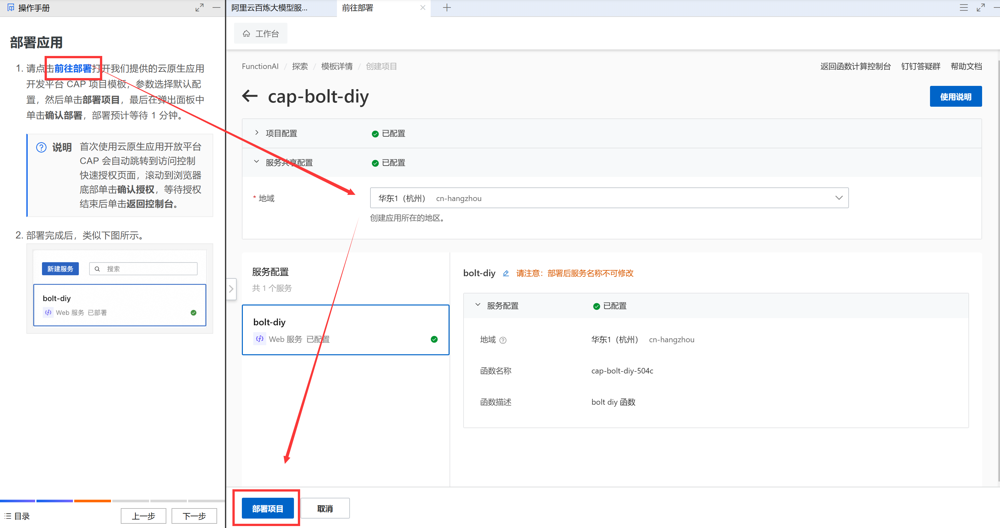 操作手册
部署应用
1. 请点击前往部署打开我们提供的云原生应用
开发平台 CAP 项目模板，参数选择默认配
置，然后单击部署项目，最后在弹出面板中
单击确认部署，部署预计等待 1 分钟。
说明 首次使用云原生应用开放平台
CAP 会自动跳转到访问控制
快速授权页面，滚动到浏览器
底部单击确认授权，等待授权
结束后单击返回控制台。
2. 部署完成后，类似下图所示。
新建服务 搜索
bolt-diy
Web 服务 已部署
目录 上一步 下一步
阿里云百炼大模型服... 前往部署
工作台
FunctionAI / 探索 / 模板详情 / 创建项目 返回函数计算控制台 钉钉答疑群 帮助文档
cap-bolt-diy 使用说明
项目配置 已配置
服务共享配置 已配置
* 地域 华东1（杭州） cn-hangzhou
创建应用所在的地区。
服务配置
共 1 个服务
bolt-diy
Web 服务 已配置
bolt-diy 请注意：部署后服务名称不可修改
服务配置 已配置
地域 华东1（杭州） cn-hangzhou
函数名称 cap-bolt-diy-504c
函数描述 bolt diy 函数
部署项目 取消